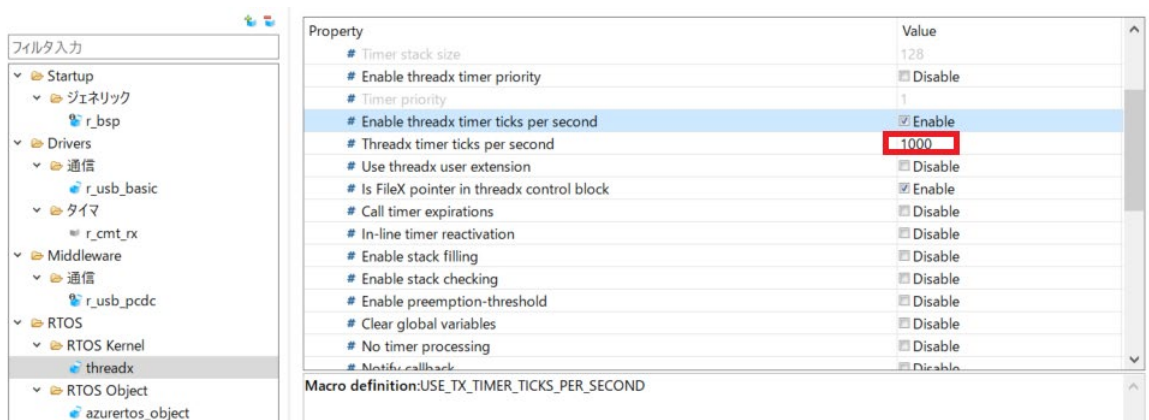 フィルタ入力
Startup
ジェネリック
r_bsp
Drivers
通信
r_usb_basic
タイマ
r_cmt_rx
Middleware
通信
r_usb_pcdc
RTOS
RTOS Kernel
threadx
RTOS Object
azurertos_object
Property Value
# Timer stack size 128
# Enable threadx timer priority Disable
# Timer priority 1
# Enable threadx timer ticks per second Enable
# Threadx timer ticks per second 1000
# Use threadx user extension Disable
# Is FileX pointer in threadx control block Enable
# Call timer expirations Disable
# In-line timer reactivation Disable
# Enable stack filling Disable
# Enable stack checking Disable
# Enable preemption-threshold Disable
# Clear global variables Disable
# No timer processing Disable
# Notify callback Disable
Macro definition:USE_TX_TIMER_TICKS_PER_SECOND